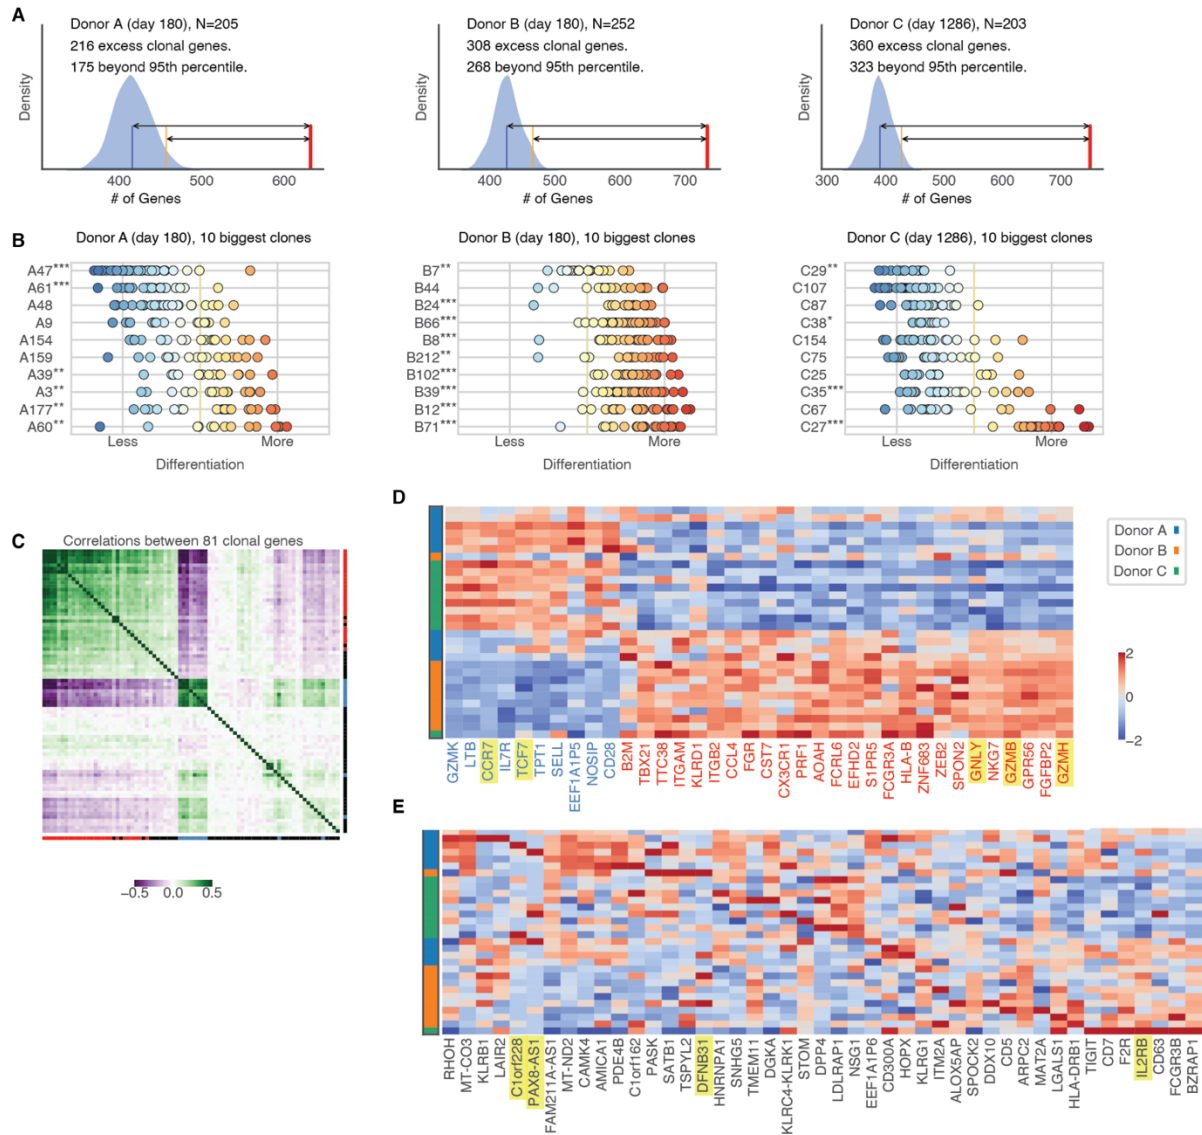 A
Donor A (day 180), N=205
216 excess clonal genes.
175 beyond 95th percentile.
Density
400
500
600
# of Genes
Donor B (day 180), N=252
308 excess clonal genes.
268 beyond 95th percentile.
Density
400
500
600
700
# of Genes
Donor C (day 1286), N=203
360 excess clonal genes.
323 beyond 95th percentile.
Density
300
400
500
600
700
# of Genes
B
Donor A (day 180), 10 biggest clones
A47***
A61***
A48
A9
A154
A159
A39**
A3**
A177**
A60**
Less
More
Differentiation
Donor B (day 180), 10 biggest clones
B7**
B44
B24***
B66***
B8***
B212**
B102***
B39***
B12***
B71***
Less
More
Differentiation
Donor C (day 1286), 10 biggest clones
C29**
C107
C87
C38*
C154
C75
C25
C35***
C67
C27***
Less
More
Differentiation
C
Correlations between 81 clonal genes
−0.5
0.0
0.5
D
Donor A
Donor B
Donor C
2
0
−2
GZMK
LTB
CCR7
IL7R
TCF7
TPT1
SELL
EEF1A1P5
NOSIP
CD28
B2M
TBX21
TTC38
ITGAM
KLRD1
ITGB2
CCL4
FGR
CST7
CX3CR1
PRF1
AOAH
FCRL6
EFHD2
S1PR5
FCGR3A
HLA-B
ZNF683
ZEB2
SPON2
GNLY
NKG7
GZMB
GPR56
FGFBP2
GZMH
E
RHOH
MT-CO3
KLRB1
LAIR2
C1orf228
PAX8-AS1
FAM211A-AS1
MT-ND2
CAMK4
AMICA1
PDE4B
C1orf162
PASK
SATB1
TSPYL2
DFNB31
HNRNPA1
SNHG5
TMEM11
DGKA
KLRC4-KLRK1
STOM
DPP4
LDLRAP1
NSG1
EEF1A1P6
CD300A
HOPX
KLRG1
ITM2A
ALOX5AP
SPOCK2
DDX10
CD5
ARPC2
MAT2A
LGALS1
HLA-DRB1
TIGIT
CD7
F2R
IL2RB
CD63
FCGR3B
BZRAP1